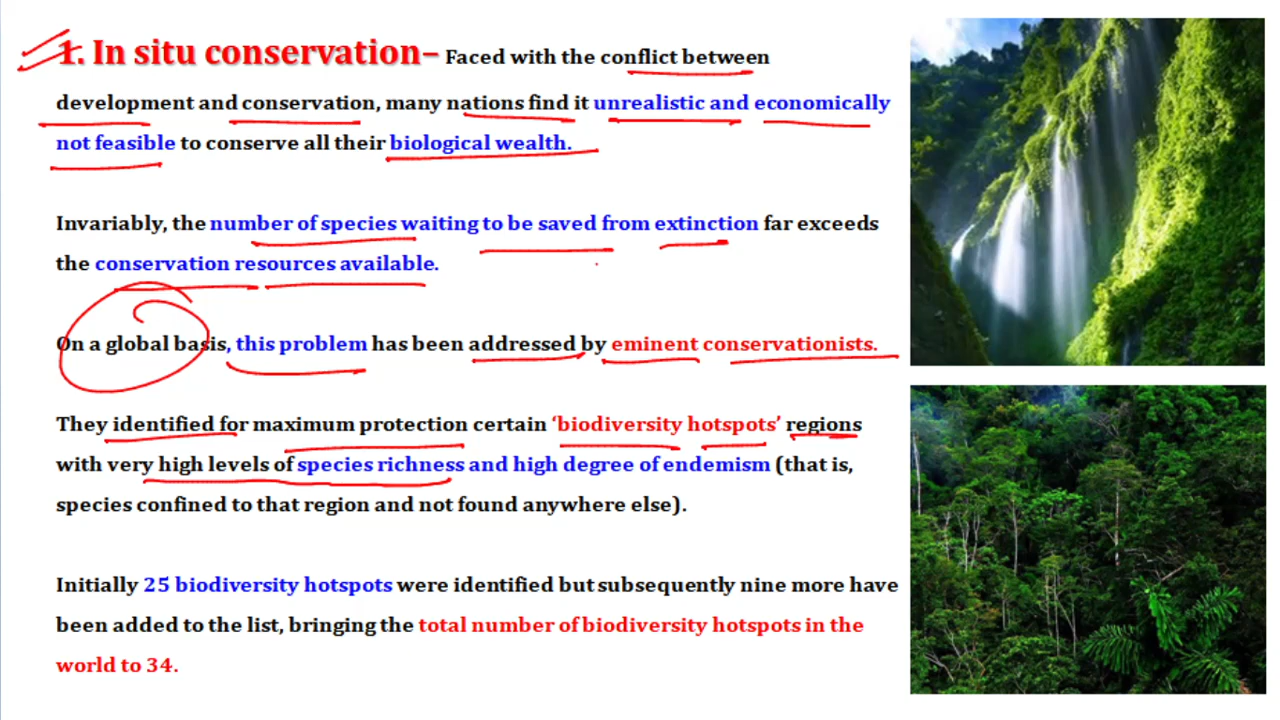 1. In situ conservation– Faced with the conflict between
development and conservation, many nations find it unrealistic and economically
not feasible to conserve all their biological wealth.
Invariably, the number of species waiting to be saved from extinction far exceeds
the conservation resources available.
On a global basis, this problem has been addressed by eminent conservationists.
They identified for maximum protection certain ‘biodiversity hotspots’ regions
with very high levels of species richness and high degree of endemism (that is,
species confined to that region and not found anywhere else).
Initially 25 biodiversity hotspots were identified but subsequently nine more have
been added to the list, bringing the total number of biodiversity hotspots in the
world to 34.